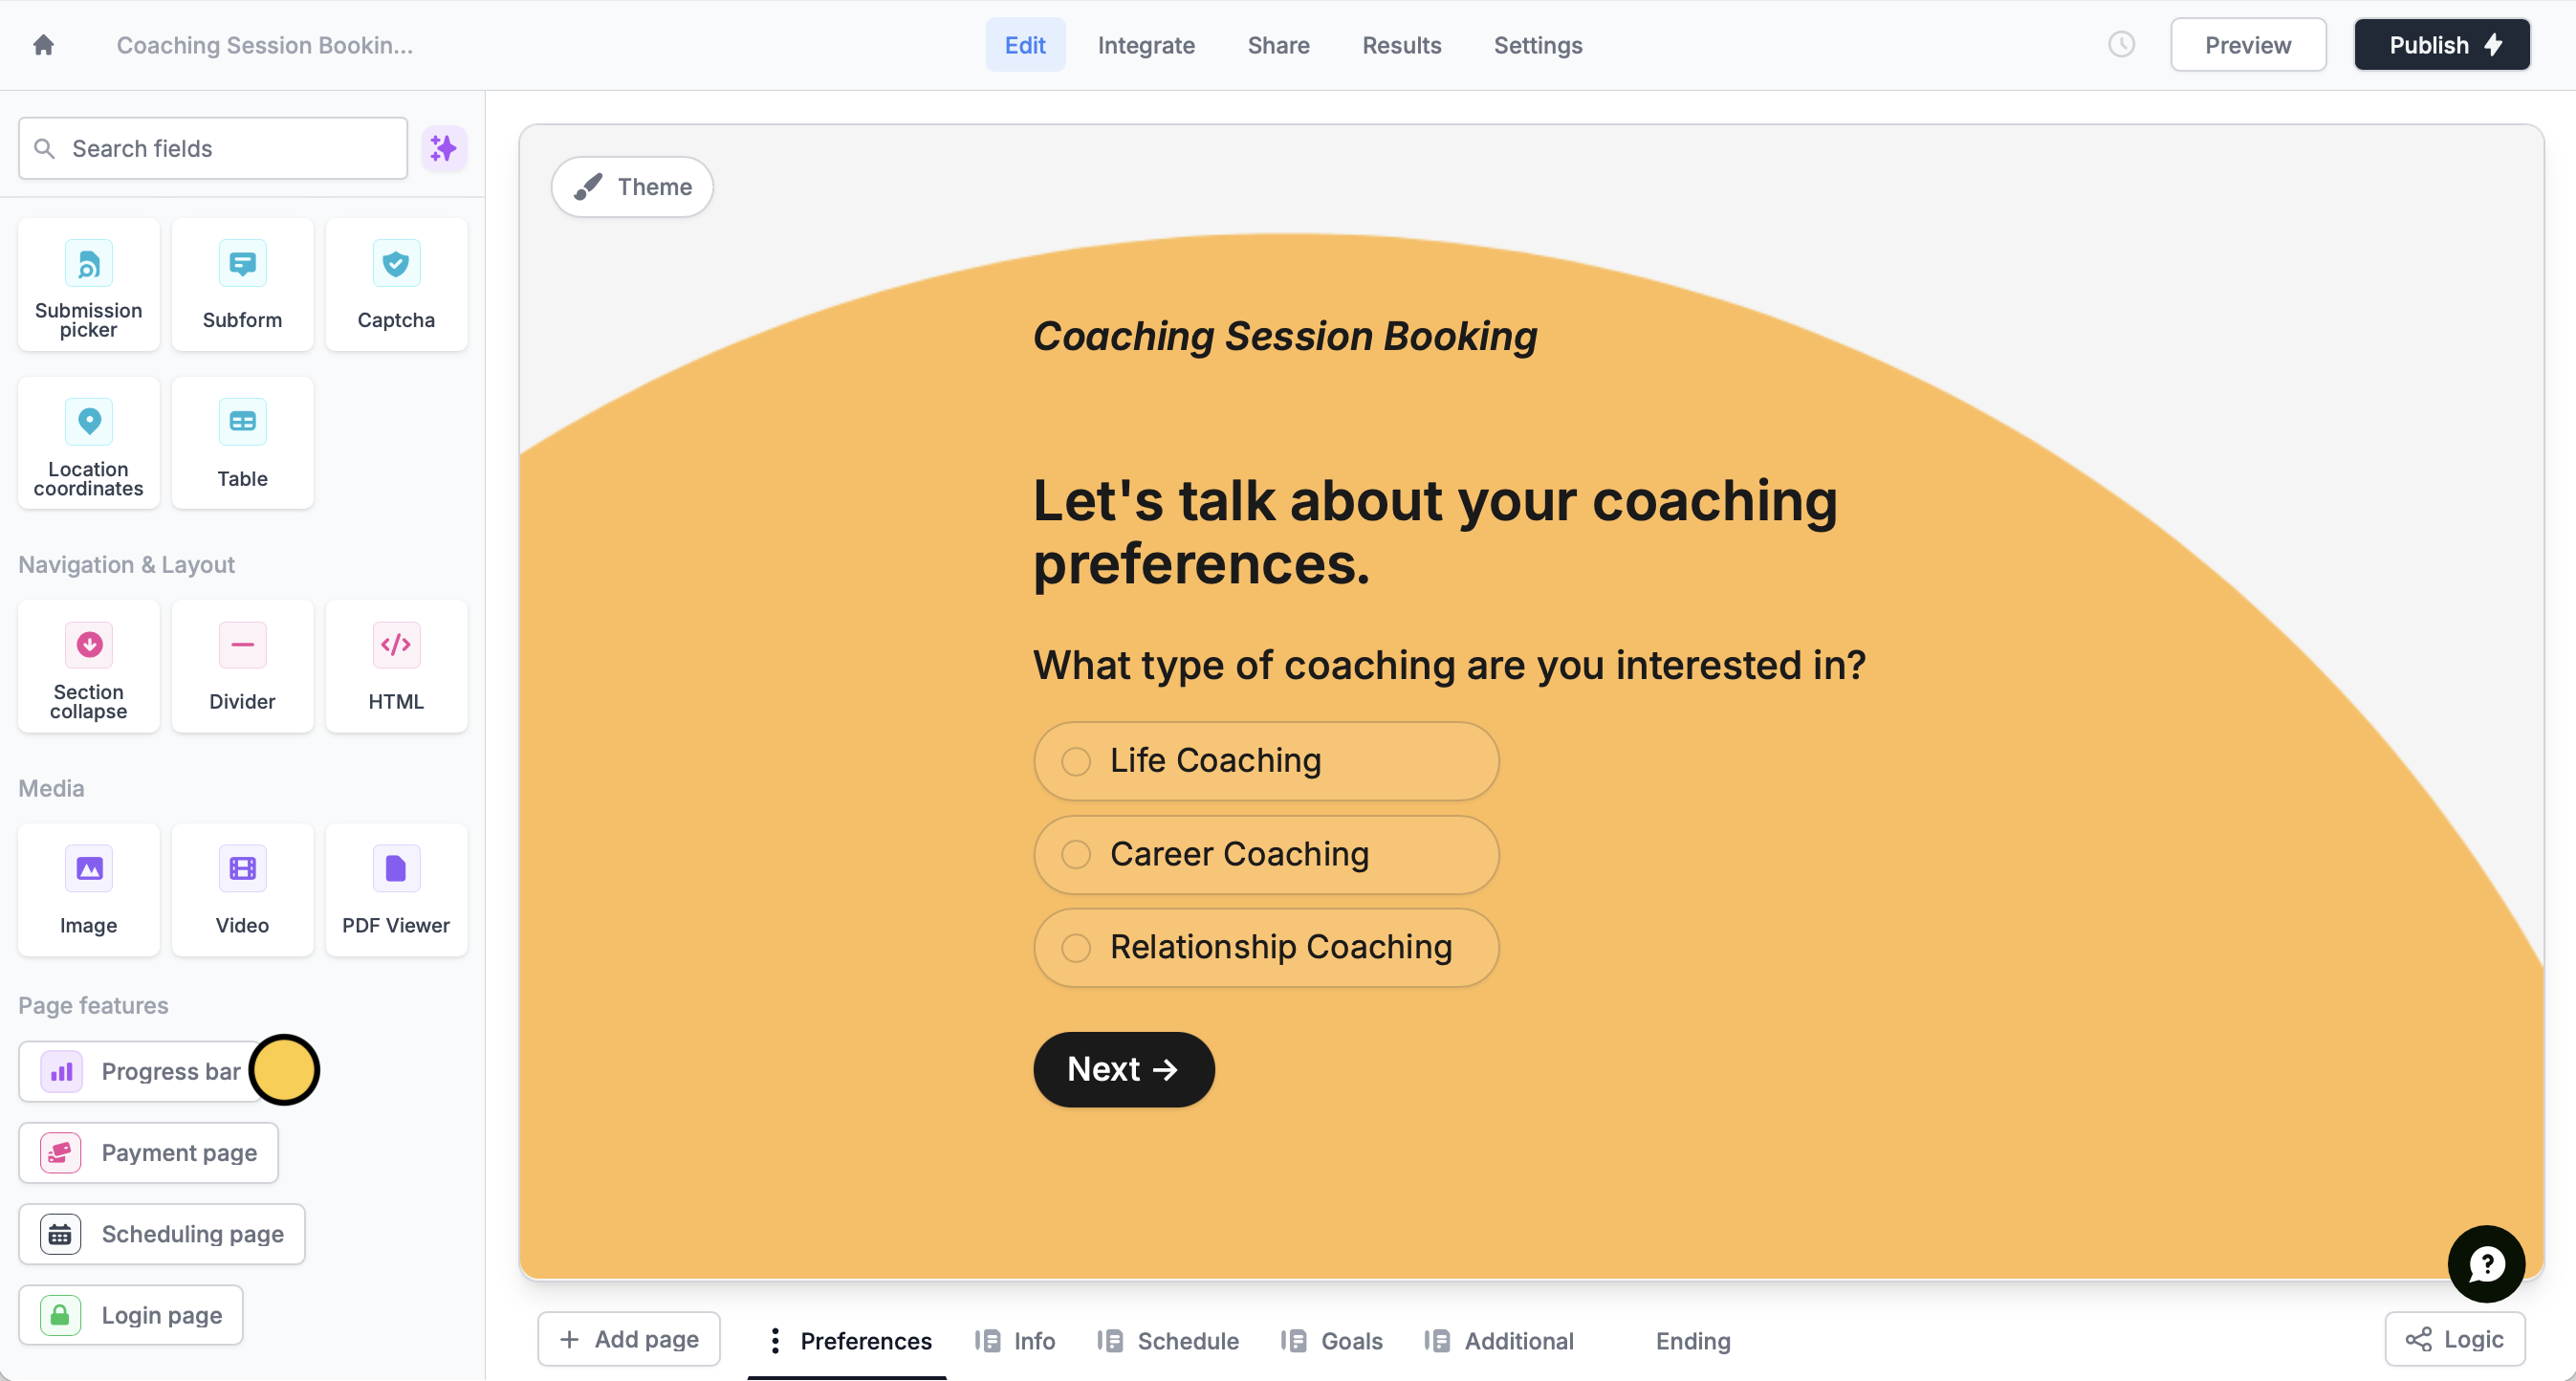 Coaching Session Bookin...
Edit
Integrate
Share
Results
Settings
Preview
Publish
Search fields
Submission
picker
Subform
Captcha
Location
coordinates
Table
Navigation & Layout
Section
collapse
Divider
HTML
Media
Image
Video
PDF Viewer
Page features
Progress bar
Payment page
Scheduling page
Login page
Theme
Coaching Session Booking
Let's talk about your coaching
preferences.
What type of coaching are you interested in?
Life Coaching
Career Coaching
Relationship Coaching
Next →
+ Add page
Preferences
Info
Schedule
Goals
Additional
Ending
Logic